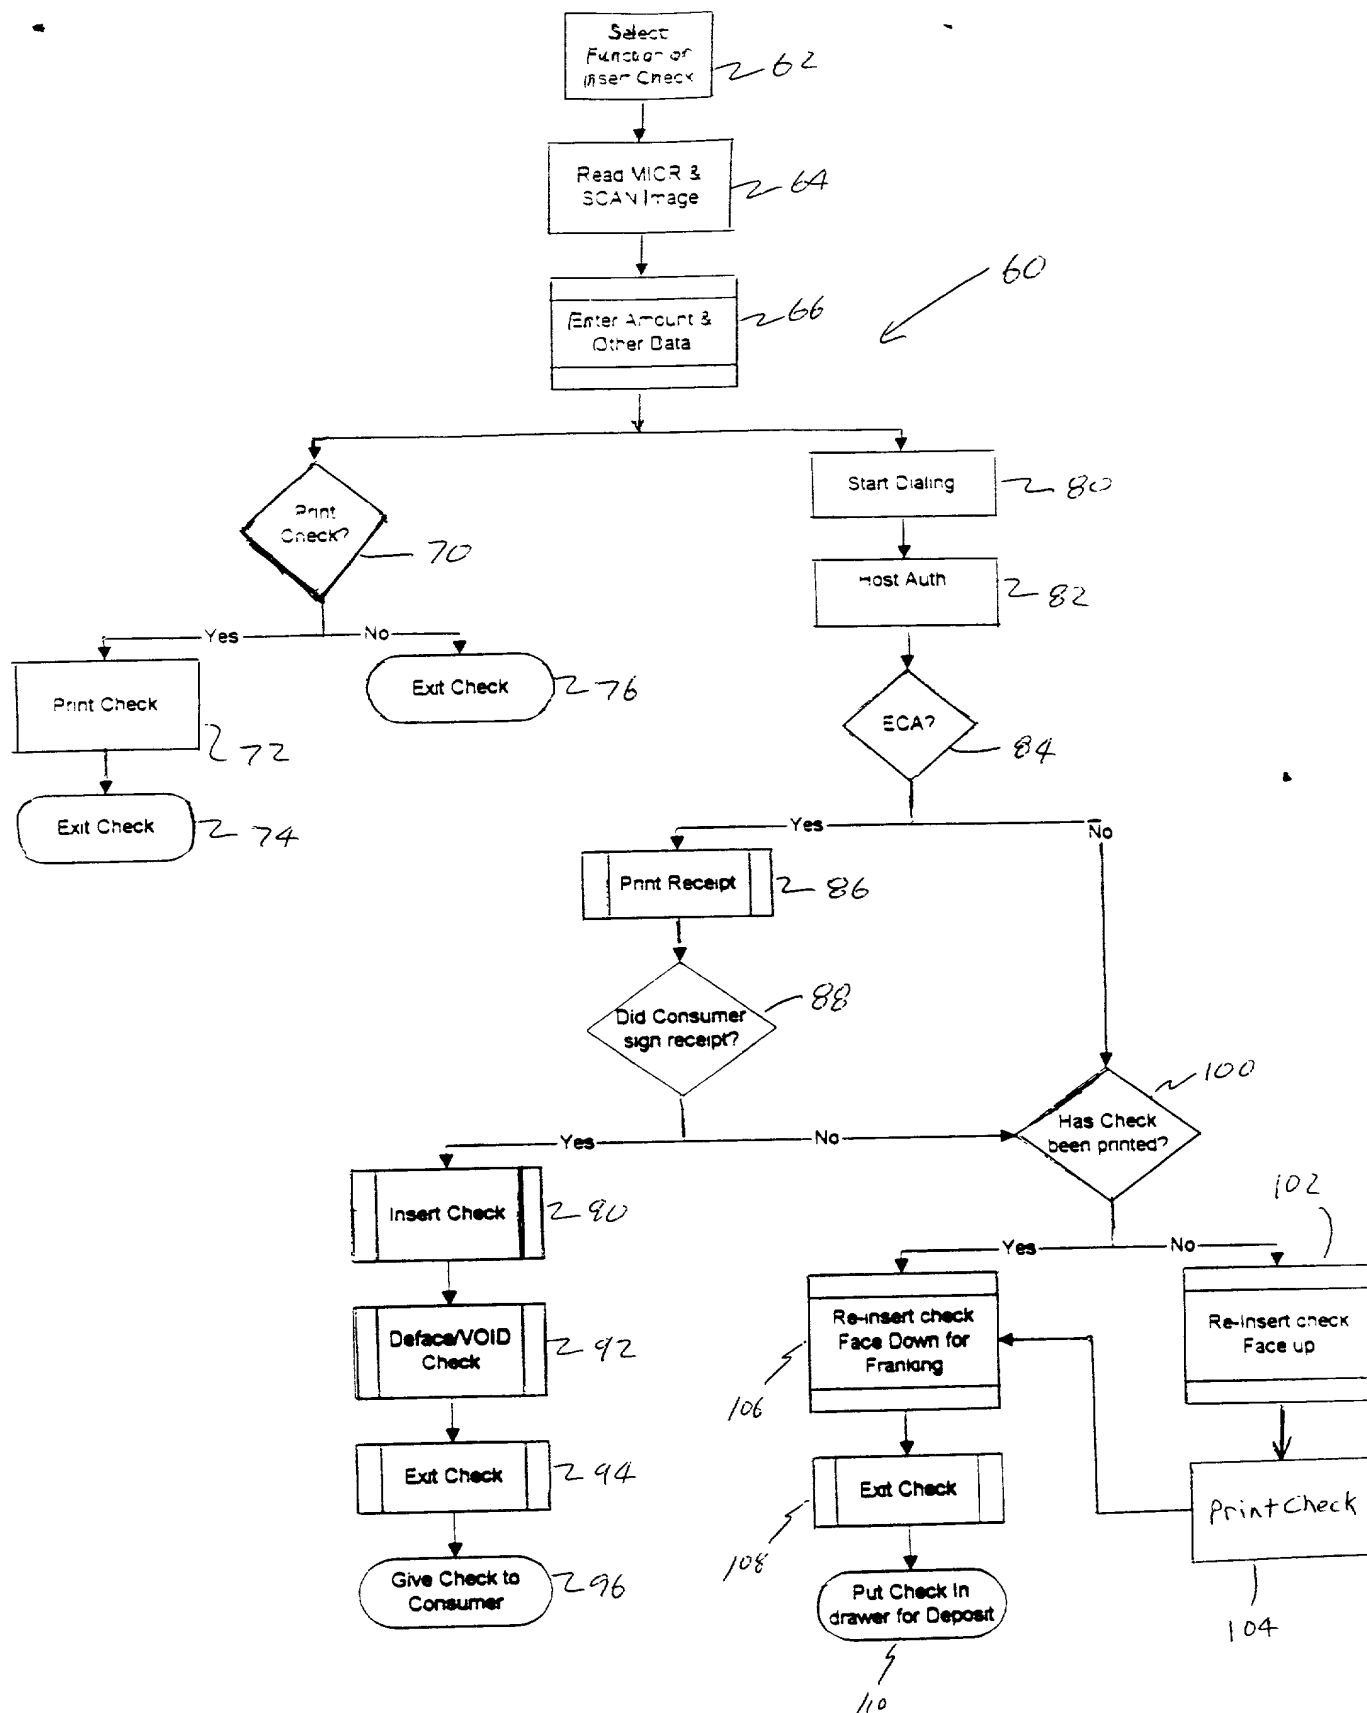 Select
Function or
Insert Check
62
Read MICR &
SCAN Image
64
60
Enter Amount &
Other Data
66
Print
Check?
70
Start Dialing
80
Host Auth
82
Yes
No
Print Check
72
Exit Check
76
ECA?
84
Exit Check
74
Yes
No
Print Receipt
86
Did Consumer
sign receipt?
88
Has Check
been printed?
100
Yes
No
Insert Check
90
102
Yes
No
Deface/VOID
Check
92
Re-insert check
Face Down for
Franking
106
Re-insert check
Face up
Exit Check
94
Exit Check
108
Print Check
104
Give Check to
Consumer
96
Put Check in
drawer for Deposit
110